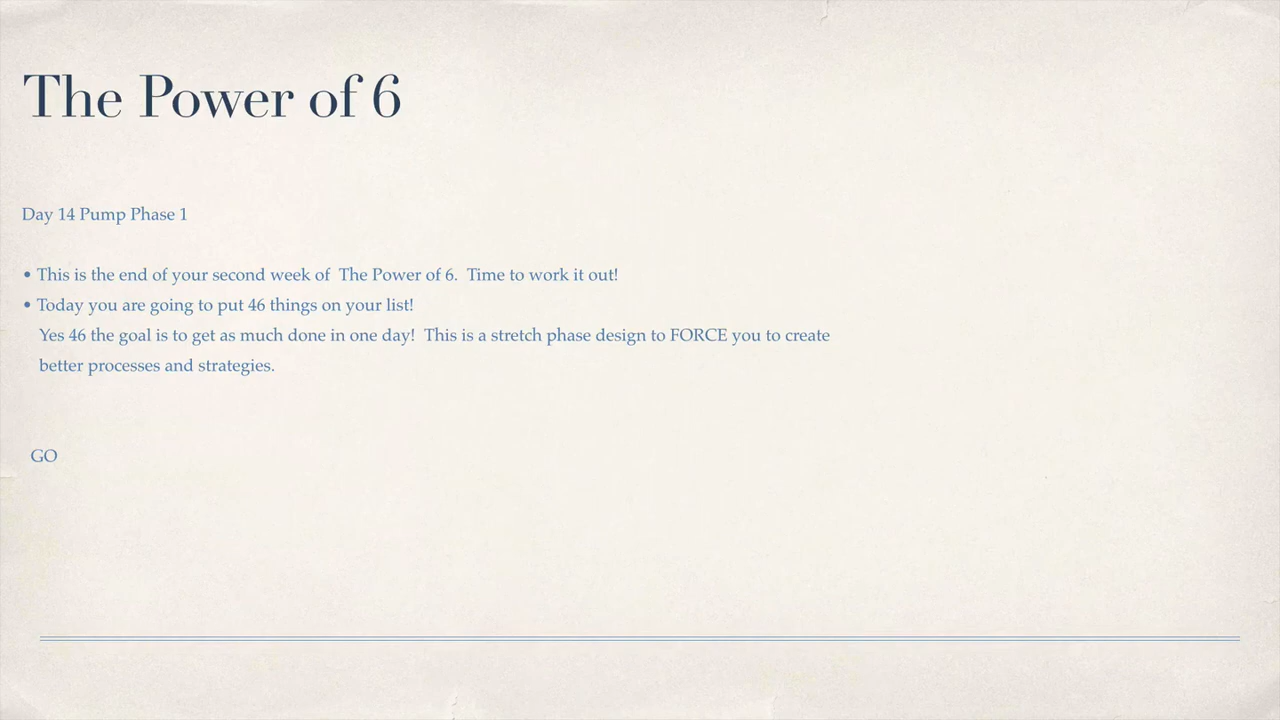 The Power of 6
Day 14 Pump Phase 1
• This is the end of your second week of  The Power of 6.  Time to work it out!
• Today you are going to put 46 things on your list!
Yes 46 the goal is to get as much done in one day!  This is a stretch phase design to FORCE you to create
better processes and strategies.
GO